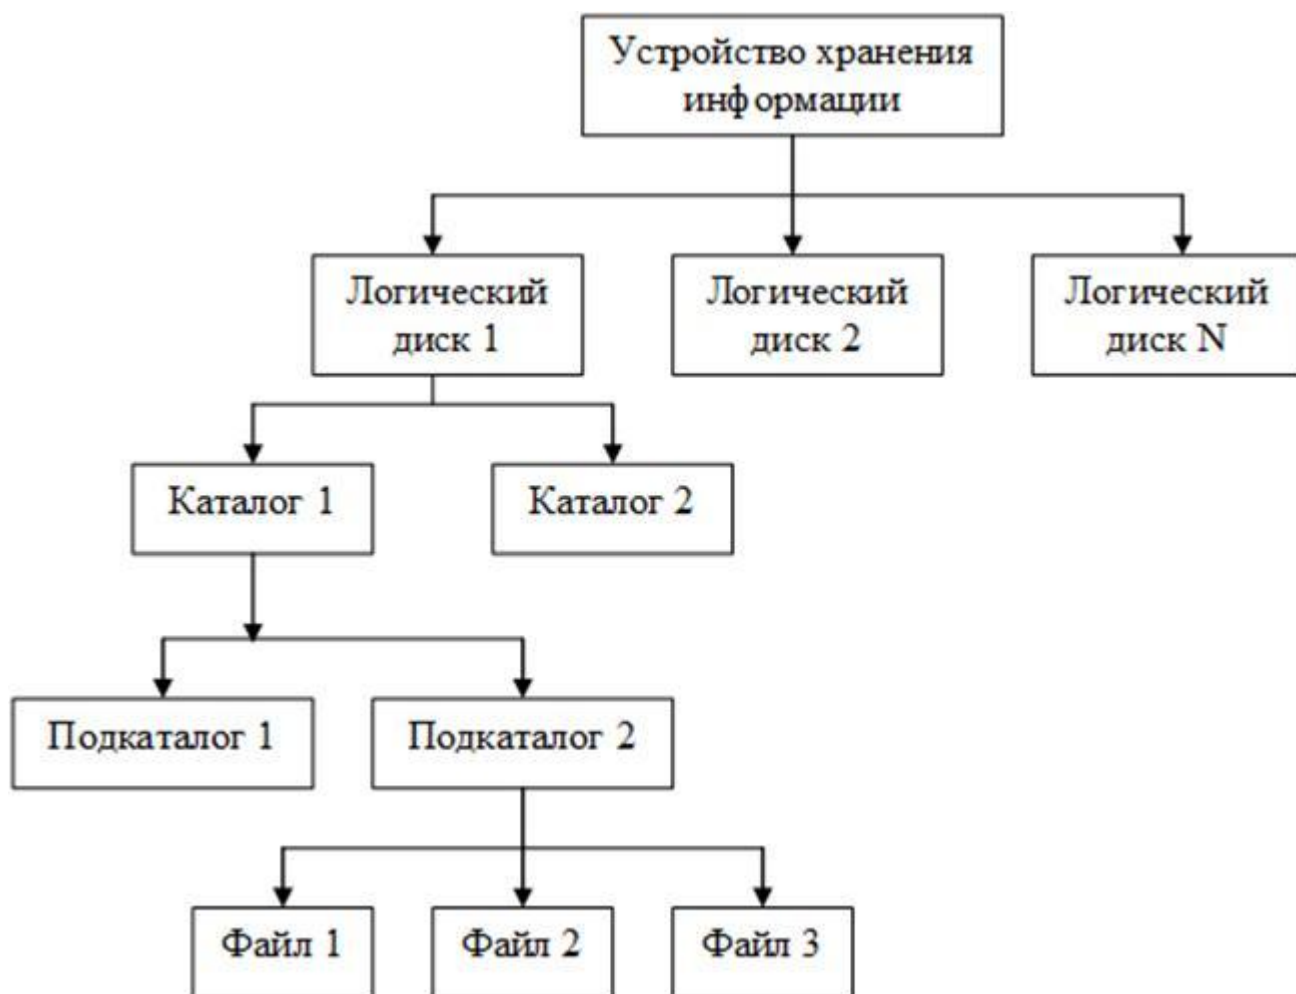 Устройство хранения
информации
Логический
диск 1
Логический
диск 2
Логический
диск N
Каталог 1
Каталог 2
Подкаталог 1
Подкаталог 2
Файл 1
Файл 2
Файл 3